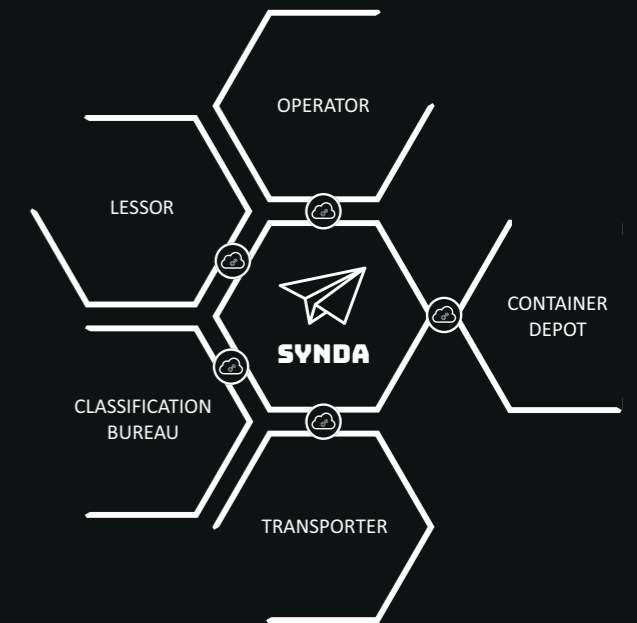 OPERATOR
LESSOR
CONTAINER
DEPOT
SYNDA
CLASSIFICATION
BUREAU
TRANSPORTER